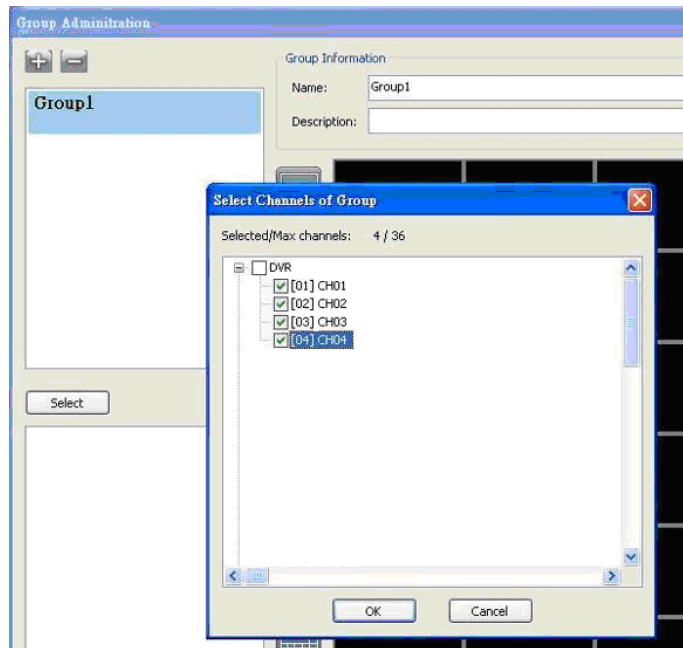 Group Adminitration
Group Information
Name: Group1
Description:
Group1
Select
Select Channels of Group
Selected/Max channels: 4 / 36
DVR
[01] CH01
[02] CH02
[03] CH03
[04] CH04
OK Cancel